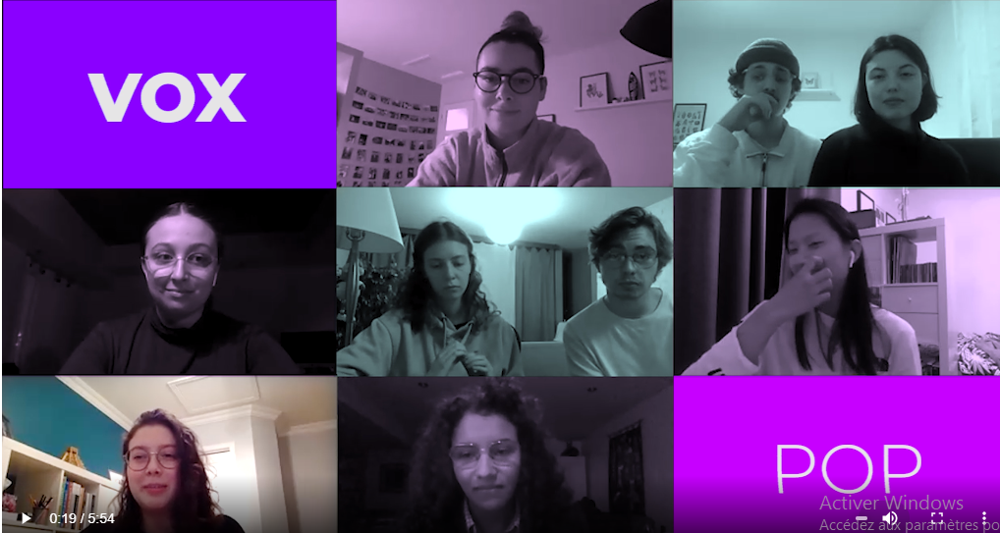 VOX
POP
Activer Windows
0:19 / 5:54
Accédez aux paramètres po